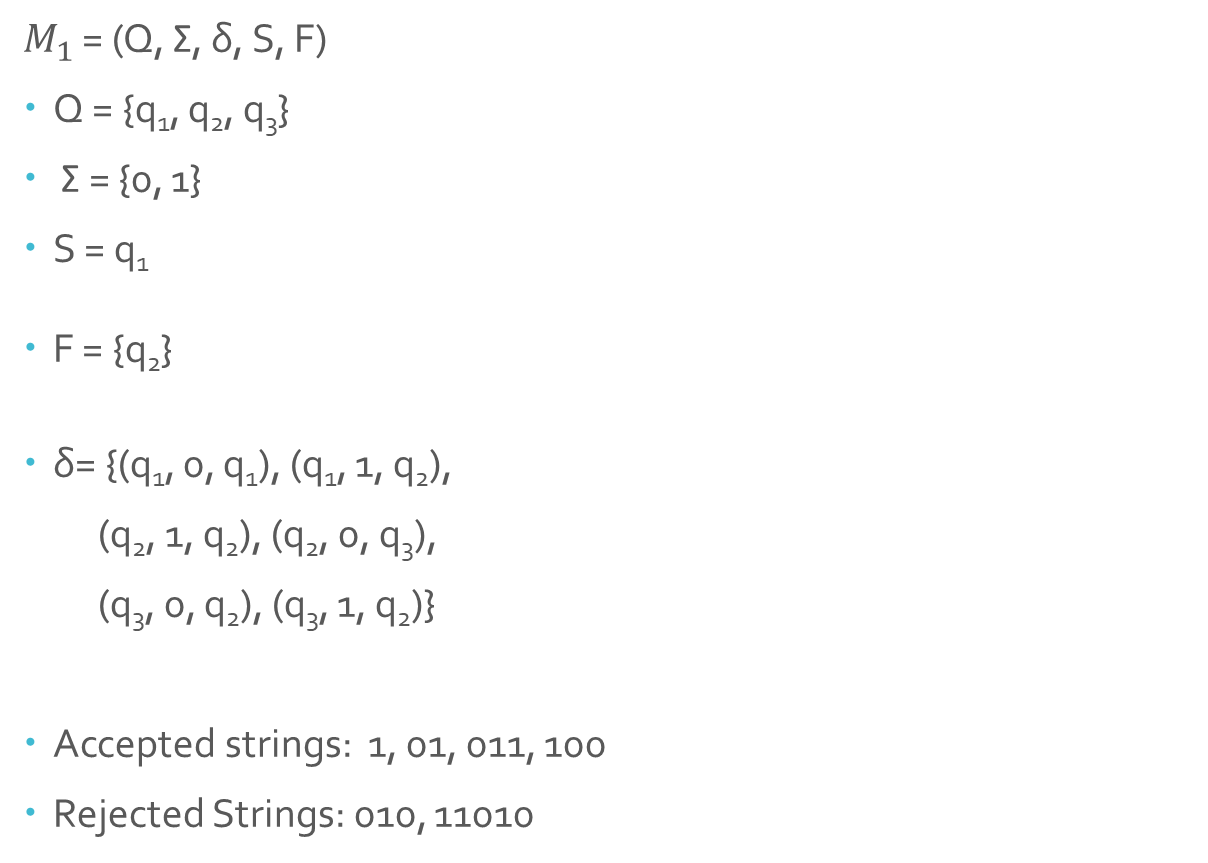 M₁ = (Q, Σ, δ, S, F)
• Q = {q₁, q₂, q₃}
• Σ = {0, 1}
• S = q₁
• F = {q₂}
• δ= {(q₁, 0, q₁), (q₁, 1, q₂),
(q₂, 1, q₂), (q₂, 0, q₃),
(q₃, 0, q₂), (q₃, 1, q₂)}
• Accepted strings: 1, 01, 011, 100
• Rejected Strings: 010, 11010